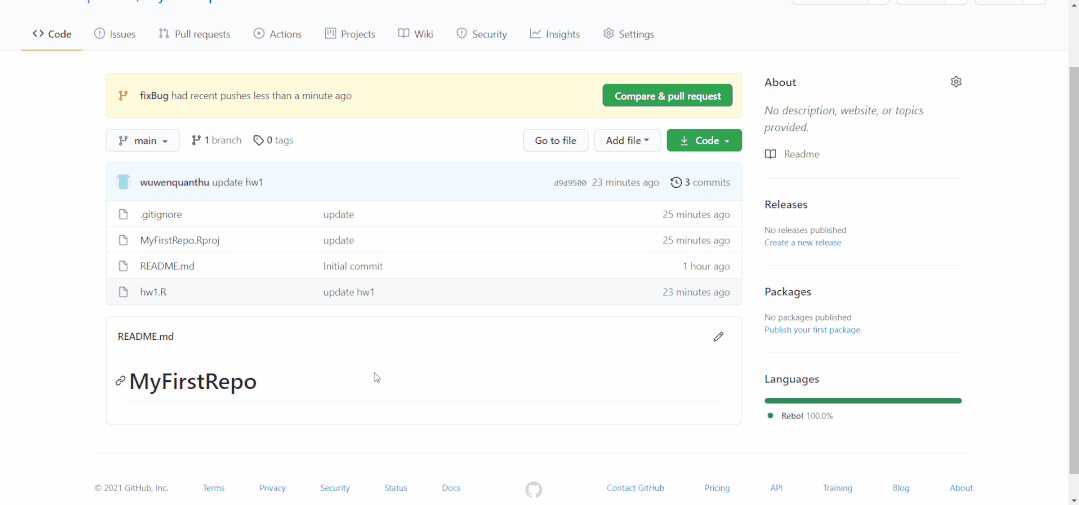 Code Issues Pull requests Actions Projects Wiki Security Insights Settings
fixBug had recent pushes less than a minute ago Compare & pull request
main 1 branch 0 tags Go to file Add file Code
wuwenquanthu update hw1 d9d9500 23 minutes ago 3 commits
.gitignore update 25 minutes ago
MyFirstRepo.Rproj update 25 minutes ago
README.md Initial commit 1 hour ago
hw1.R update hw1 23 minutes ago
README.md
MyFirstRepo
About
No description, website, or topics
provided.
Readme
Releases
No releases published
Create a new release
Packages
No packages published
Publish your first package
Languages
Rebol 100.0%
© 2021 GitHub, Inc. Terms Privacy Security Status Docs Contact GitHub Pricing API Training Blog About